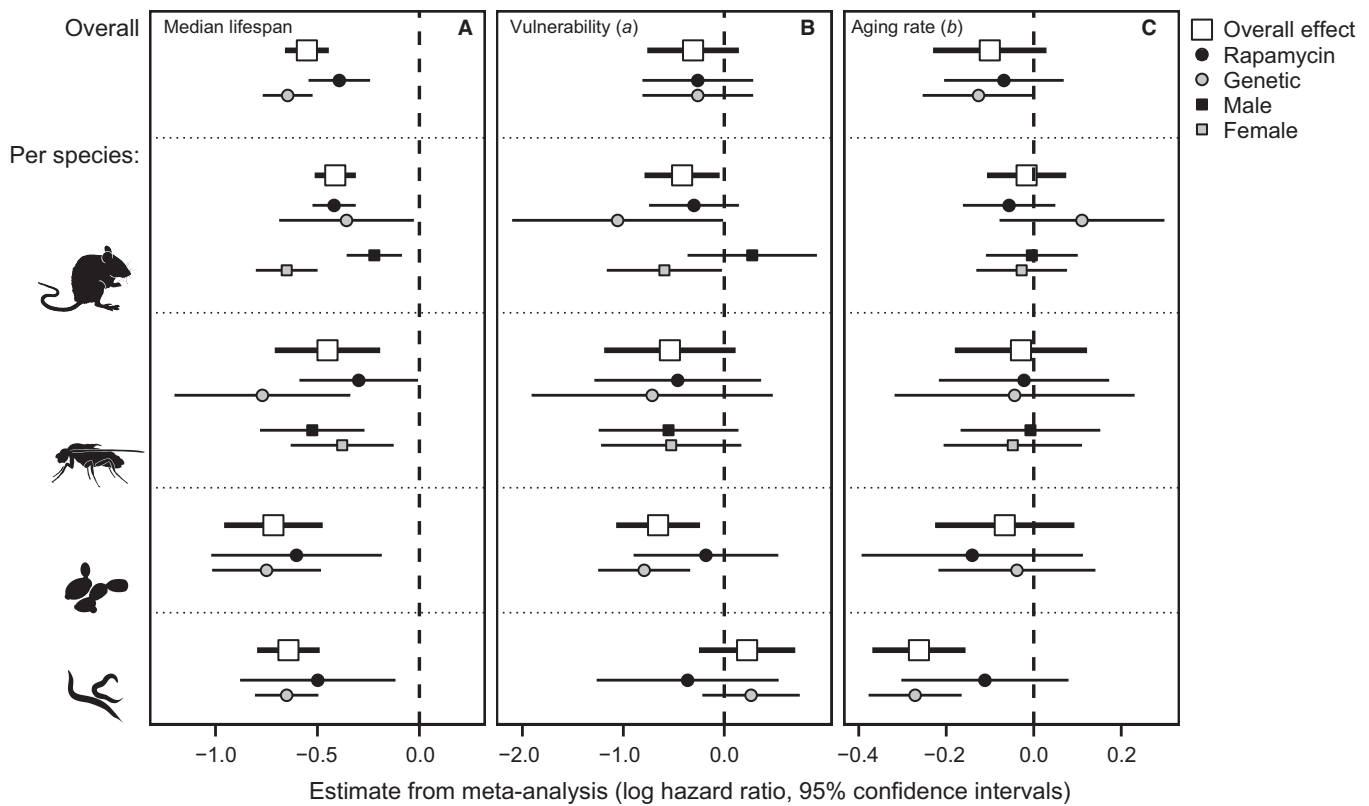 Overall
Per species:
Median lifespan A
Vulnerability (a) B
Aging rate (b) C
Overall effect
Rapamycin
Genetic
Male
Female
−1.0 −0.5 0.0
−2.0 −1.0 0.0
−0.4 −0.2 0.0 0.2
Estimate from meta-analysis (log hazard ratio, 95% confidence intervals)